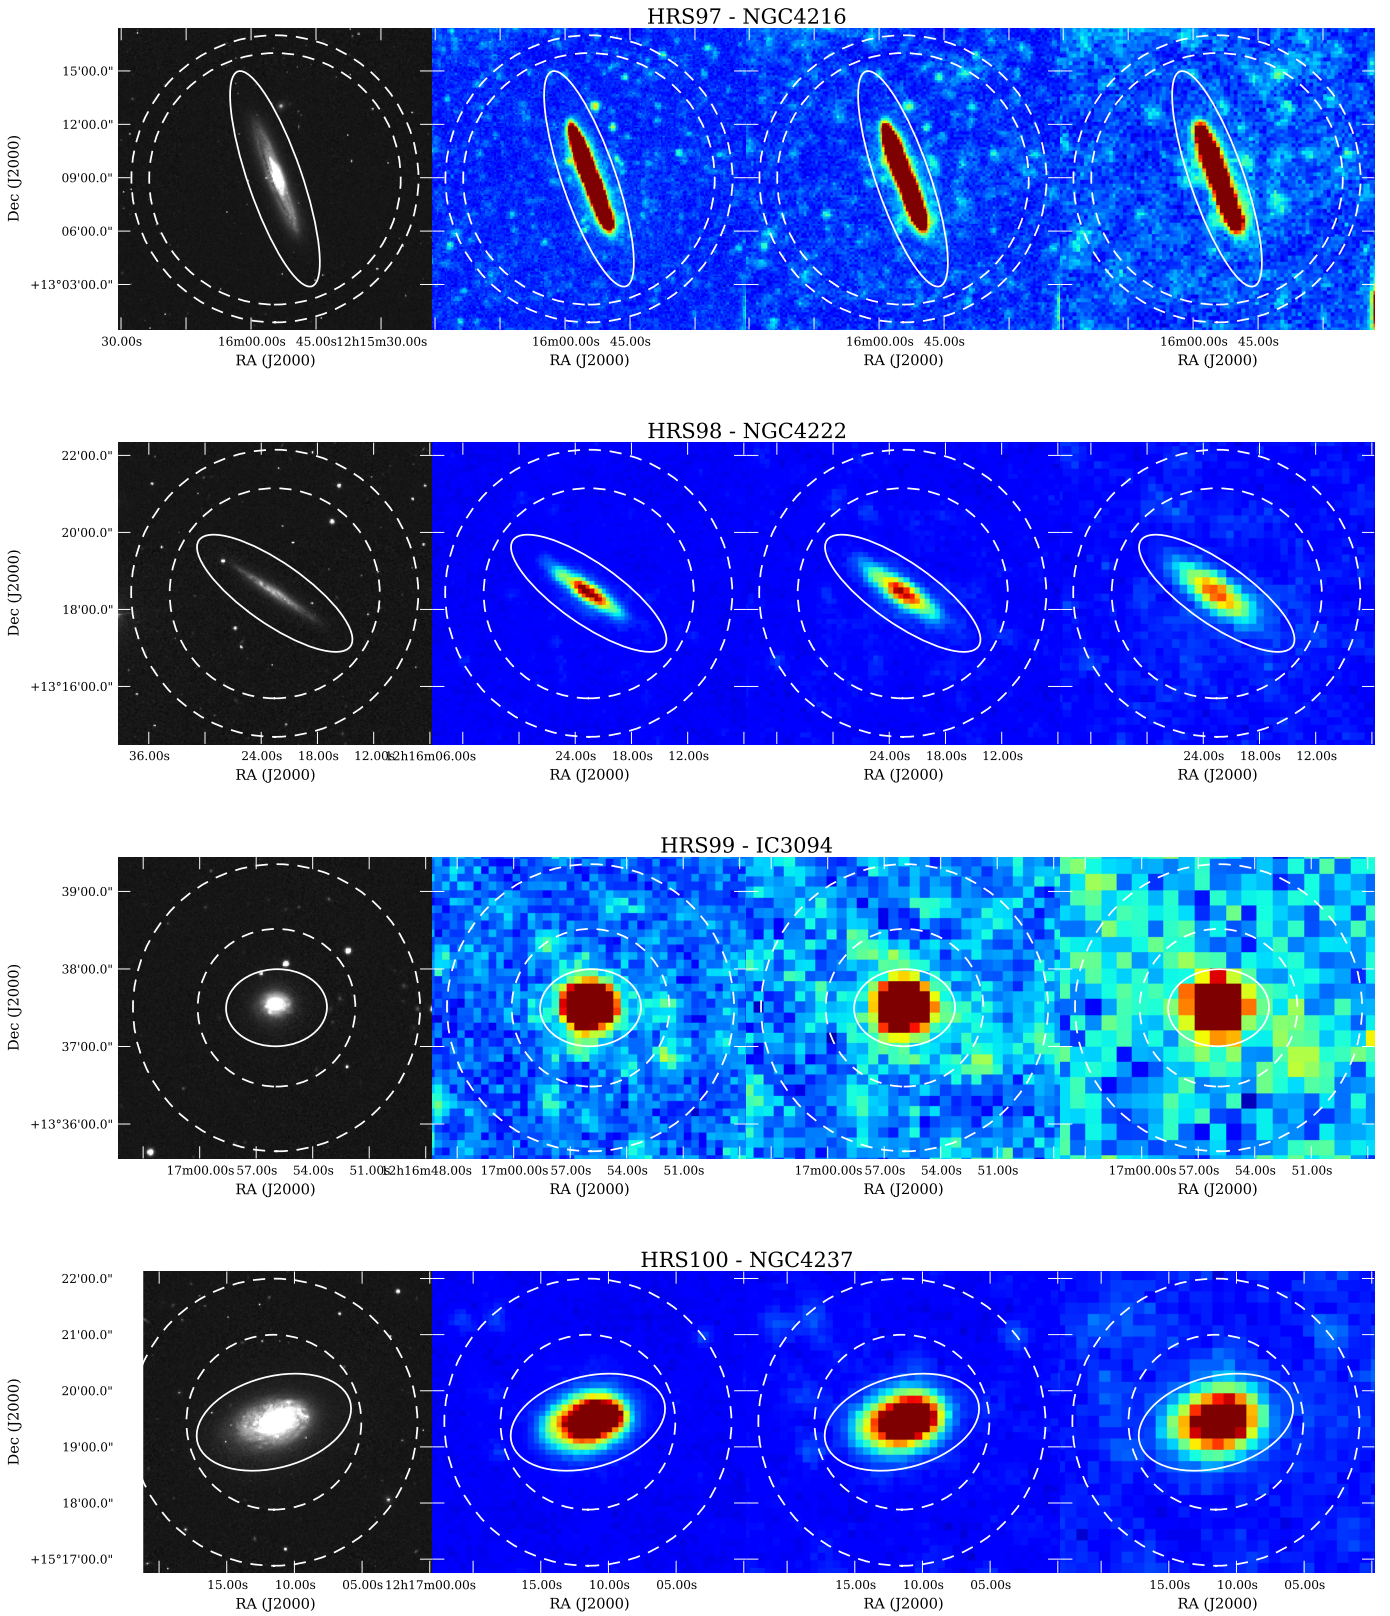 HRS97 - NGC4216
15'00.0"
12'00.0"
09'00.0"
06'00.0"
+13°03'00.0"
Dec (J2000)
30.00s 16m00.00s 45.00s 12h15m30.00s 16m00.00s 45.00s 16m00.00s 45.00s 16m00.00s 45.00s
RA (J2000) RA (J2000) RA (J2000) RA (J2000)
HRS98 - NGC4222
22'00.0"
20'00.0"
18'00.0"
+13°16'00.0"
Dec (J2000)
36.00s 24.00s 18.00s 12.00s 12h16m06.00s 24.00s 18.00s 12.00s 24.00s 18.00s 12.00s 24.00s 18.00s 12.00s
RA (J2000) RA (J2000) RA (J2000) RA (J2000)
HRS99 - IC3094
39'00.0"
38'00.0"
37'00.0"
+13°36'00.0"
Dec (J2000)
17m00.00s 57.00s 54.00s 51.00s 12h16m48.00s 17m00.00s 57.00s 54.00s 51.00s 17m00.00s 57.00s 54.00s 51.00s 17m00.00s 57.00s 54.00s 51.00s
RA (J2000) RA (J2000) RA (J2000) RA (J2000)
HRS100 - NGC4237
22'00.0"
21'00.0"
20'00.0"
19'00.0"
18'00.0"
+15°17'00.0"
Dec (J2000)
15.00s 10.00s 05.00s 12h17m00.00s 15.00s 10.00s 05.00s 15.00s 10.00s 05.00s 15.00s 10.00s 05.00s
RA (J2000) RA (J2000) RA (J2000) RA (J2000)